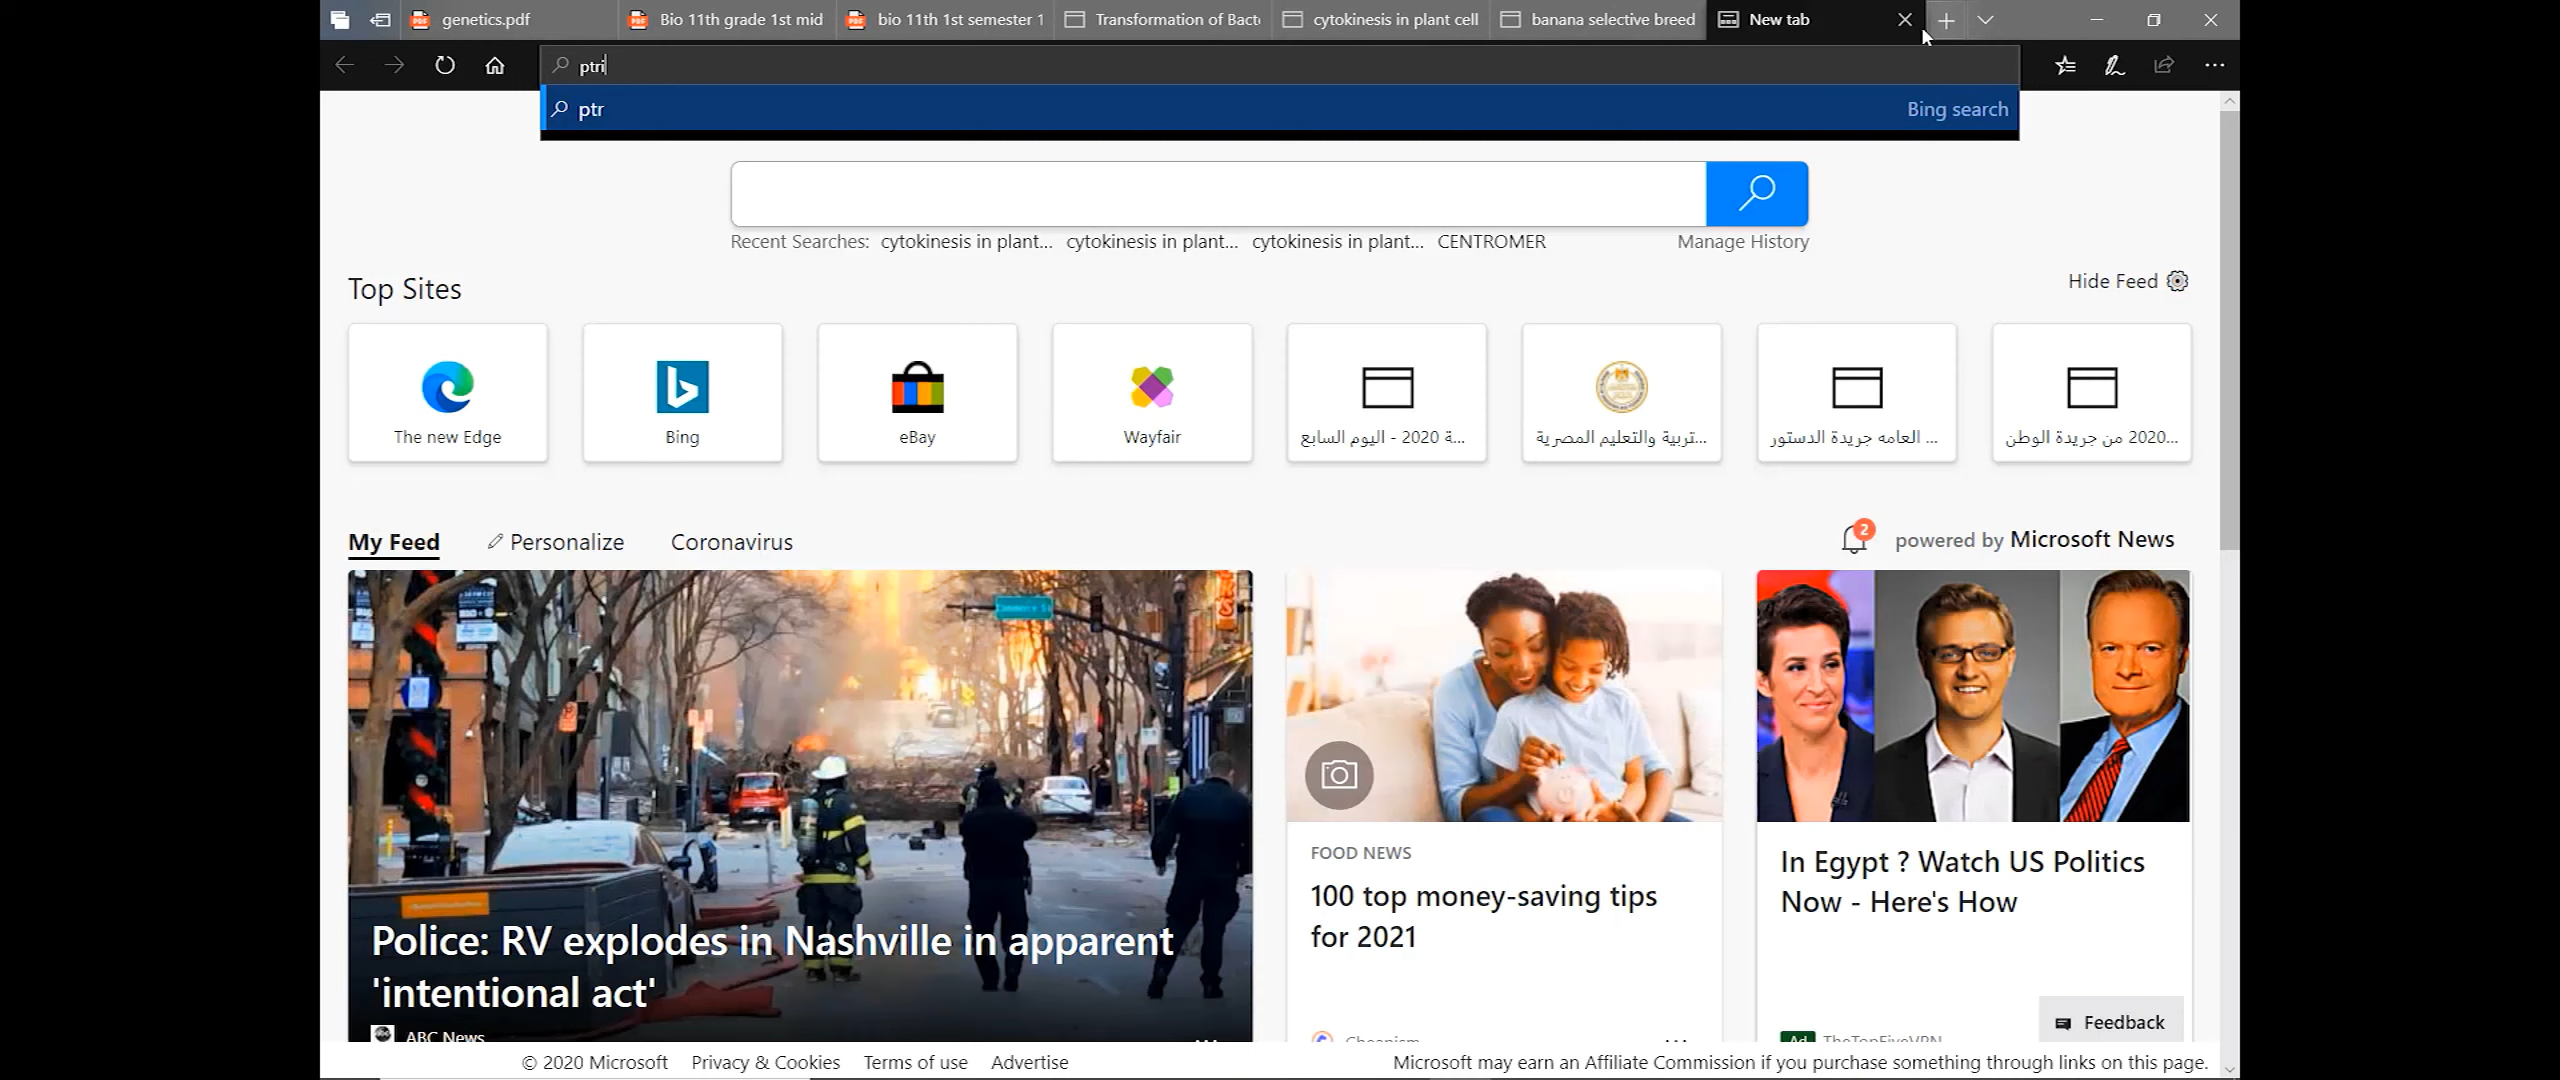 genetics.pdf
Bio 11th grade 1st mid
bio 11th 1st semester 1
Transformation of Bacte
cytokinesis in plant cell
banana selective breed
New tab
ptri
ptr
Bing search
Recent Searches: cytokinesis in plant... cytokinesis in plant... cytokinesis in plant... CENTROMER
Manage History
Top Sites
Hide Feed
The new Edge
Bing
eBay
Wayfair
ة 2020 - اليوم السابع...
تربية والتعليم المصرية...
العامه جريدة الدستور ...
2020 من جريدة الوطن...
My Feed
Personalize
Coronavirus
2
powered by Microsoft News
Police: RV explodes in Nashville in apparent
'intentional act'
ABC News
FOOD NEWS
100 top money-saving tips
for 2021
Cheapism
In Egypt ? Watch US Politics
Now - Here's How
Ad
TheTopFiveVPN
Feedback
© 2020 Microsoft
Privacy & Cookies
Terms of use
Advertise
Microsoft may earn an Affiliate Commission if you purchase something through links on this page.